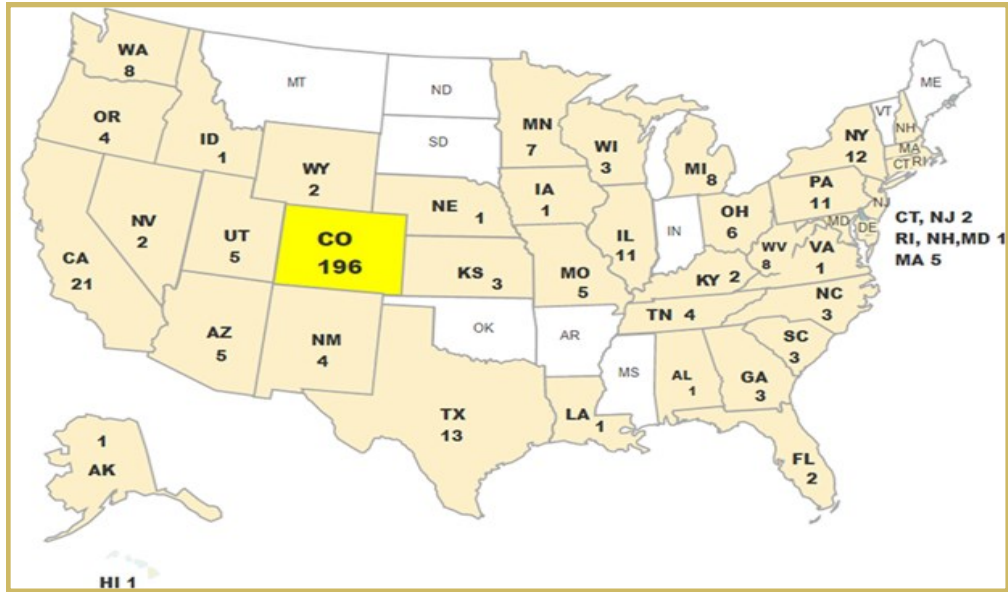 WA
8
MT
ND
ME
OR
4
ID
1
MN
7
VT
NH
SD
WI
3
NY
12
MA
CT RI
WY
2
MI
8
IA
1
PA
11
NE
1
NJ
NV
2
UT
5
CO
196
IL
11
IN
OH
6
MD
DE
CT, NJ 2
RI, NH,MD 1
MA 5
CA
21
KS
3
MO
5
WV
8
VA
1
KY 2
NC
3
TN 4
AZ
5
NM
4
OK
AR
SC
3
MS
AL
1
GA
3
TX
13
LA
1
FL
2
1
AK
HI 1